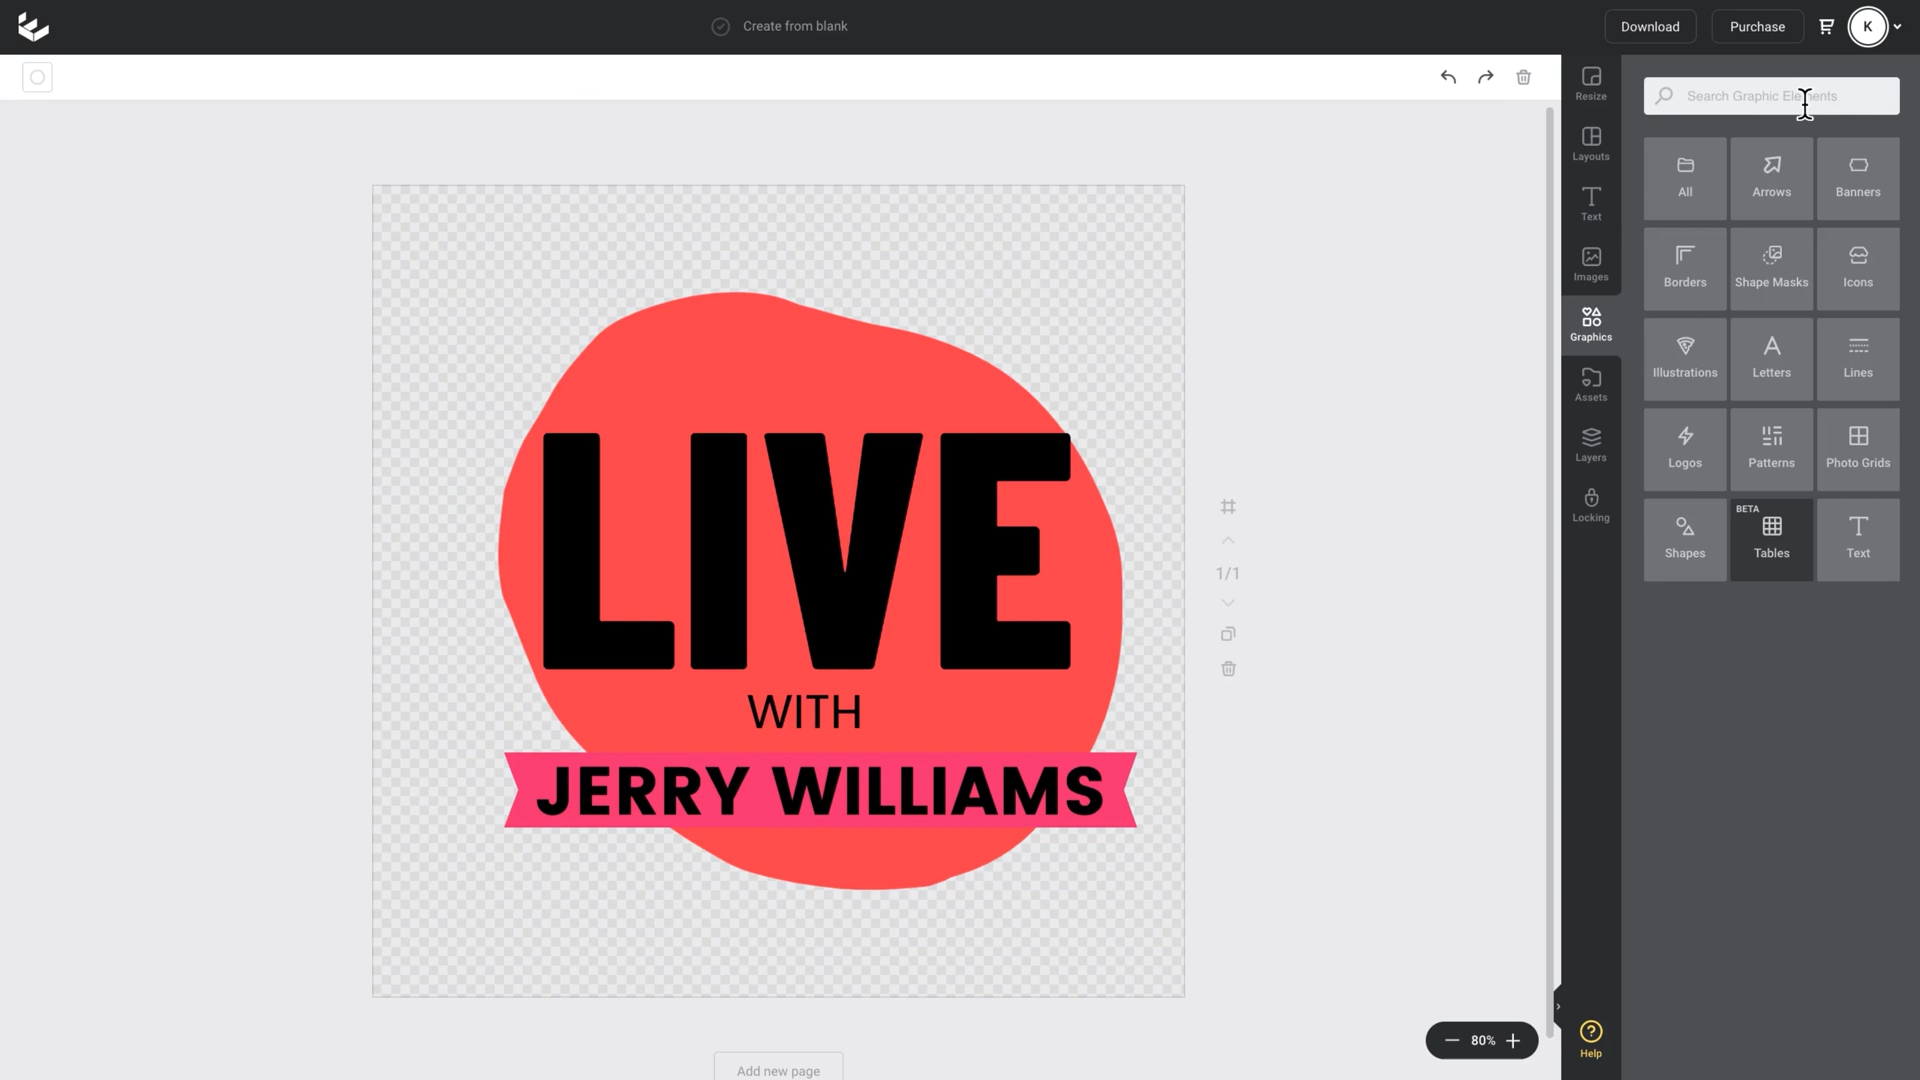 Create from blank
Download
Purchase
K
Resize
Layouts
Text
Images
Graphics
Assets
Layers
Locking
Help
Search Graphic Elements
All
Arrows
Banners
Borders
Shape Masks
Icons
Illustrations
Letters
Lines
Logos
Patterns
Photo Grids
Shapes
BETA
Tables
Text
LIVE
WITH
JERRY WILLIAMS
1/1
80%
Add new page